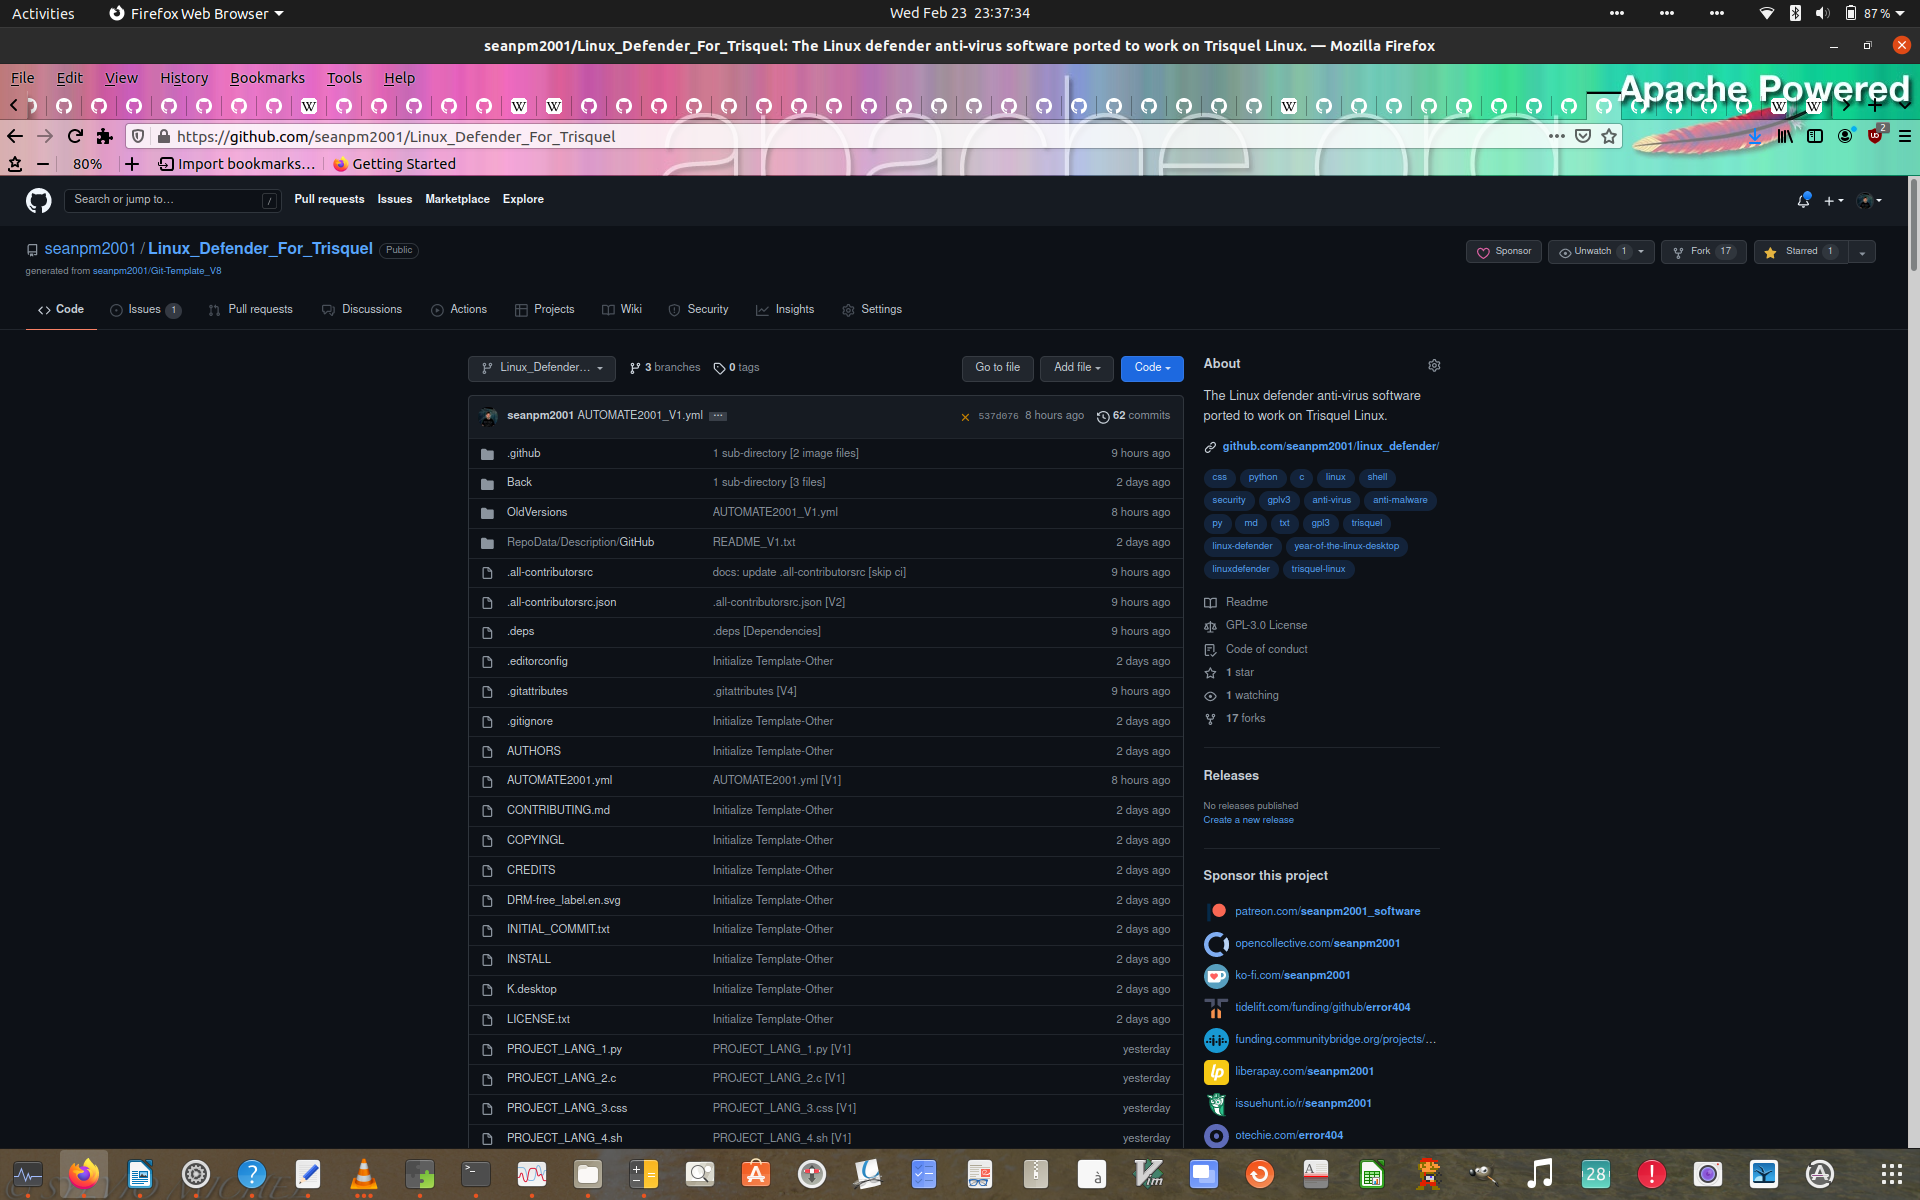 Activities
Firefox Web Browser
Wed Feb 23 23:37:34
87 %
seanpm2001/Linux_Defender_For_Trisquel: The Linux defender anti-virus software ported to work on Trisquel Linux. — Mozilla Firefox
File Edit View History Bookmarks Tools Help
Apache Powered
https://github.com/seanpm2001/Linux_Defender_For_Trisquel
2
80%
Import bookmarks...
Getting Started
Search or jump to...
/
Pull requests
Issues
Marketplace
Explore
seanpm2001 / Linux_Defender_For_Trisquel
Public
generated from seanpm2001/Git-Template_V8
Sponsor
Unwatch 1
Fork 17
Starred 1
Code
Issues 1
Pull requests
Discussions
Actions
Projects
Wiki
Security
Insights
Settings
Linux_Defender...
3 branches
0 tags
Go to file
Add file
Code
seanpm2001 AUTOMATE2001_V1.yml
537d076 8 hours ago
62 commits
.github 1 sub-directory [2 image files] 9 hours ago
Back 1 sub-directory [3 files] 2 days ago
OldVersions AUTOMATE2001_V1.yml 8 hours ago
RepoData/Description/GitHub README_V1.txt 2 days ago
.all-contributorsrc docs: update .all-contributorsrc [skip ci] 9 hours ago
.all-contributorsrc.json .all-contributorsrc.json [V2] 9 hours ago
.deps .deps [Dependencies] 9 hours ago
.editorconfig Initialize Template-Other 2 days ago
.gitattributes .gitattributes [V4] 9 hours ago
.gitignore Initialize Template-Other 2 days ago
AUTHORS Initialize Template-Other 2 days ago
AUTOMATE2001.yml AUTOMATE2001.yml [V1] 8 hours ago
CONTRIBUTING.md Initialize Template-Other 2 days ago
COPYINGL Initialize Template-Other 2 days ago
CREDITS Initialize Template-Other 2 days ago
DRM-free_label.en.svg Initialize Template-Other 2 days ago
INITIAL_COMMIT.txt Initialize Template-Other 2 days ago
INSTALL Initialize Template-Other 2 days ago
K.desktop Initialize Template-Other 2 days ago
LICENSE.txt Initialize Template-Other 2 days ago
PROJECT_LANG_1.py PROJECT_LANG_1.py [V1] yesterday
PROJECT_LANG_2.c PROJECT_LANG_2.c [V1] yesterday
PROJECT_LANG_3.css PROJECT_LANG_3.css [V1] yesterday
PROJECT_LANG_4.sh PROJECT_LANG_4.sh [V1] yesterday
About
The Linux defender anti-virus software
ported to work on Trisquel Linux.
github.com/seanpm2001/linux_defender/
css python c linux shell
security gplv3 anti-virus anti-malware
py md txt gpl3 trisquel
linux-defender year-of-the-linux-desktop
linuxdefender trisquel-linux
Readme
GPL-3.0 License
Code of conduct
1 star
1 watching
17 forks
Releases
No releases published
Create a new release
Sponsor this project
patreon.com/seanpm2001_software
opencollective.com/seanpm2001
ko-fi.com/seanpm2001
tidelift.com/funding/github/error404
funding.communitybridge.org/projects/...
liberapay.com/seanpm2001
issuehunt.io/r/seanpm2001
otechie.com/error404
28